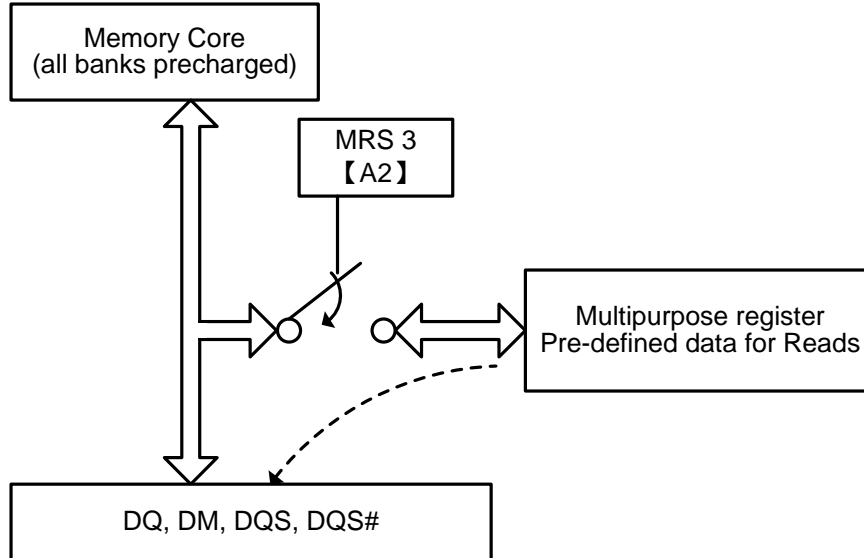 Memory Core
(all banks precharged)
MRS 3
【A2】
Multipurpose register
Pre-defined data for Reads
DQ, DM, DQS, DQS#